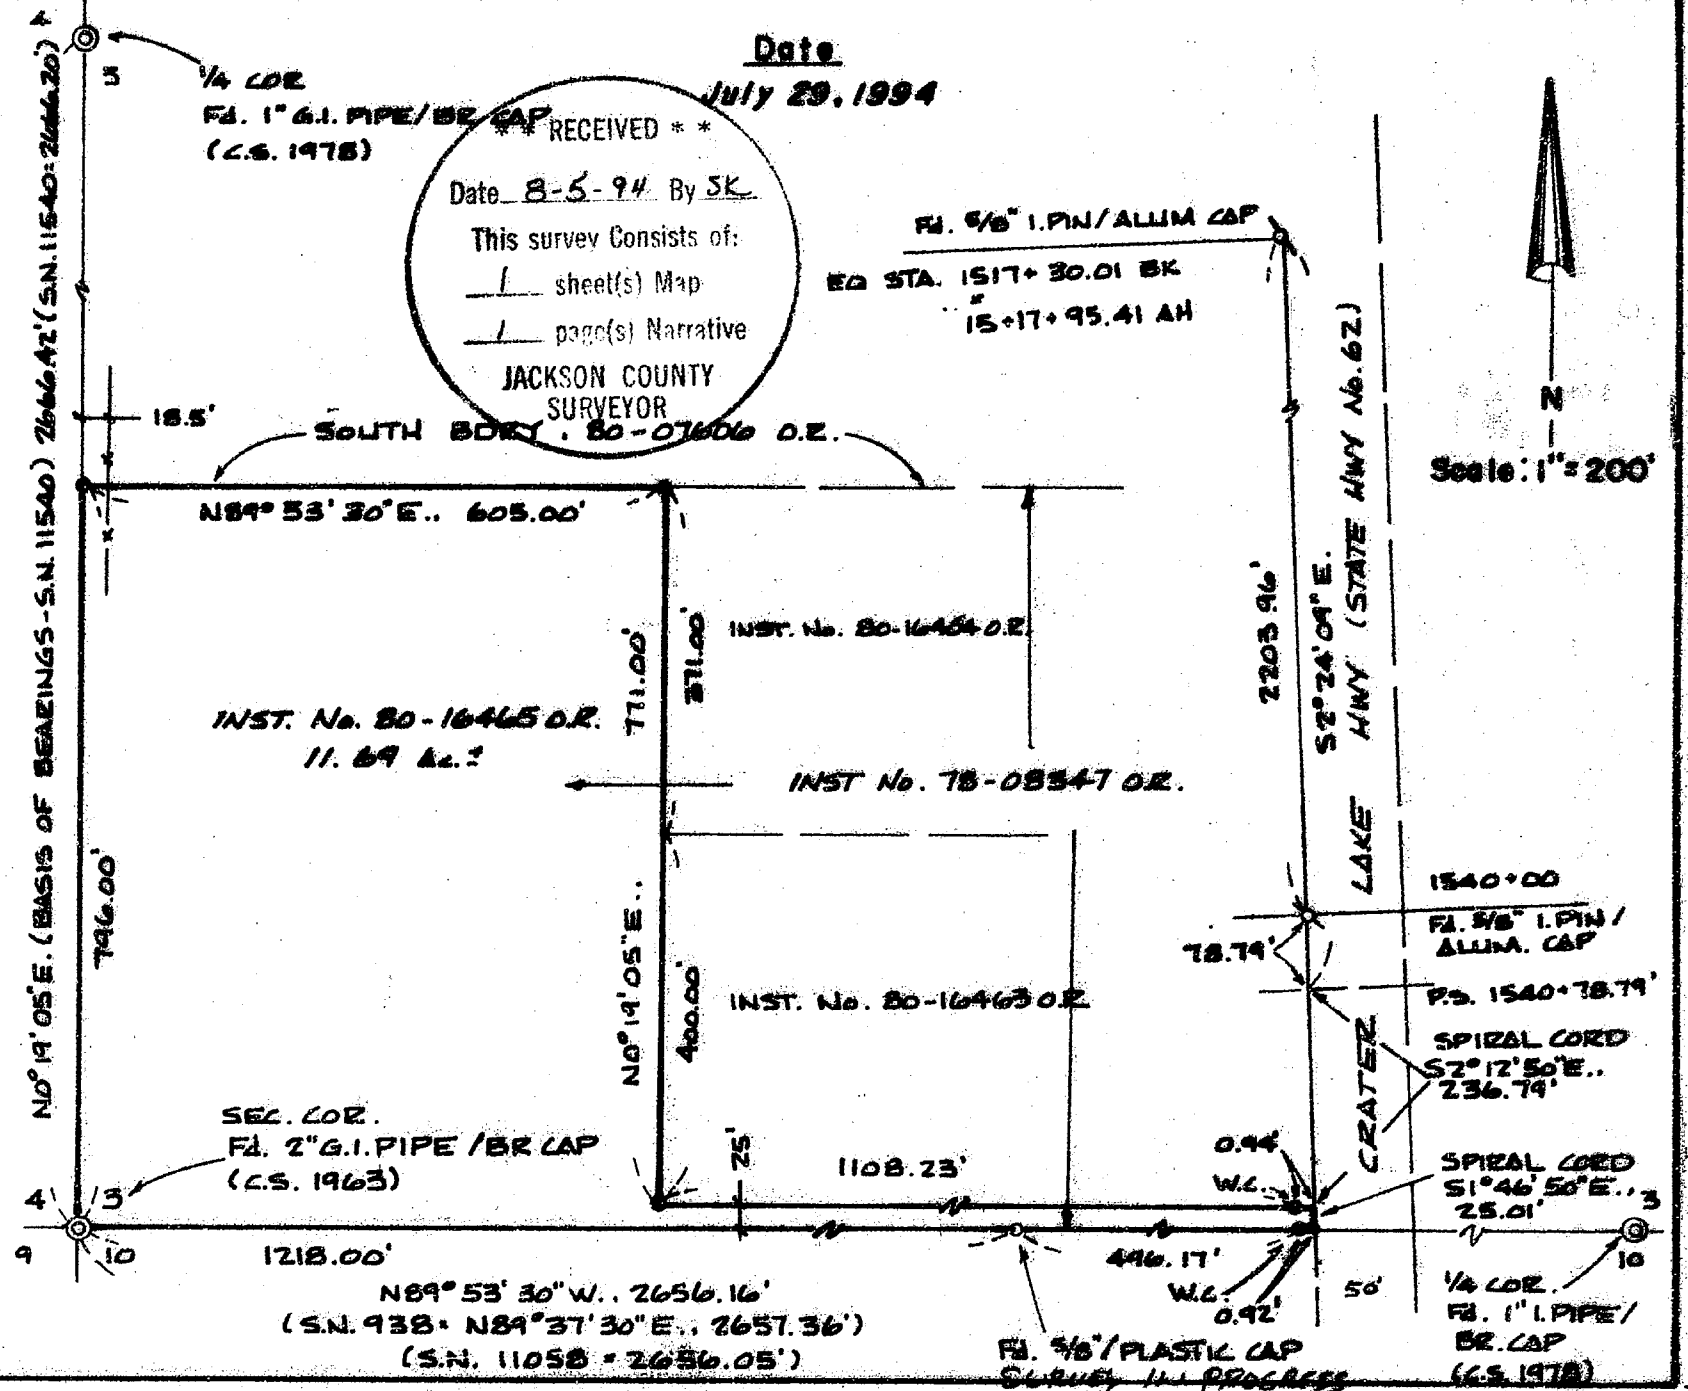 Date
July 29, 1994
4
3
1/4 COR
Fd. 1" G.I. PIPE/BR CAP
(C.S. 1978)
* * RECEIVED * *
Date 8-5-94 By SK
This survey Consists of:
1 sheet(s) Map
1 page(s) Narrative
JACKSON COUNTY
SURVEYOR
Fd. 5/8" I.PIN/ALUM CAP
EQ STA. 1517+30.01 BK
" =
15+17+95.41 AH
N
Scale: 1" = 200'
18.5'
SOUTH BDRY. 80-07606 O.R.
N89° 53' 30" E.. 605.00'
N0° 19' 05" E. (BASIS OF BEARINGS-S.N. 11540) 2666.42' (S.N. 11540=2666.20')
796.00'
771.00'
371.00'
INST. No. 80-16464 O.R.
INST. No. 80-16465 O.R.
11.69 Ac.±
INST No. 78-08347 O.R.
N0° 19' 05" E..
400.00'
INST. No. 80-16463 O.R.
2203.96'
S2° 24' 09" E.
CRATER LAKE HWY (STATE HWY No. 62)
1540+00
Fd. 5/8" I.PIN/
ALUM. CAP
78.79'
P.S. 1540+78.79'
SPIRAL CORD
S2° 12' 50" E..
236.79'
SEC. COR.
Fd. 2" G.I. PIPE /BR CAP
(C.S. 1963)
25'
1108.23'
0.94'
W.C.
SPIRAL CORD
S1° 46' 50" E..
25.01'
4 3
9 10
3
10
1218.00'
496.17'
W.C.
0.92'
50'
N89° 53' 30" W.. 2656.16'
(S.N. 938= N89° 37' 30" E.. 2657.36')
(S.N. 11058 = 2656.05')
Fd. 5/8"/PLASTIC CAP
SURVEY IN PROGRESS
1/4 COR.
Fd. 1" I.PIPE/
BR. CAP
(C.S. 1978)